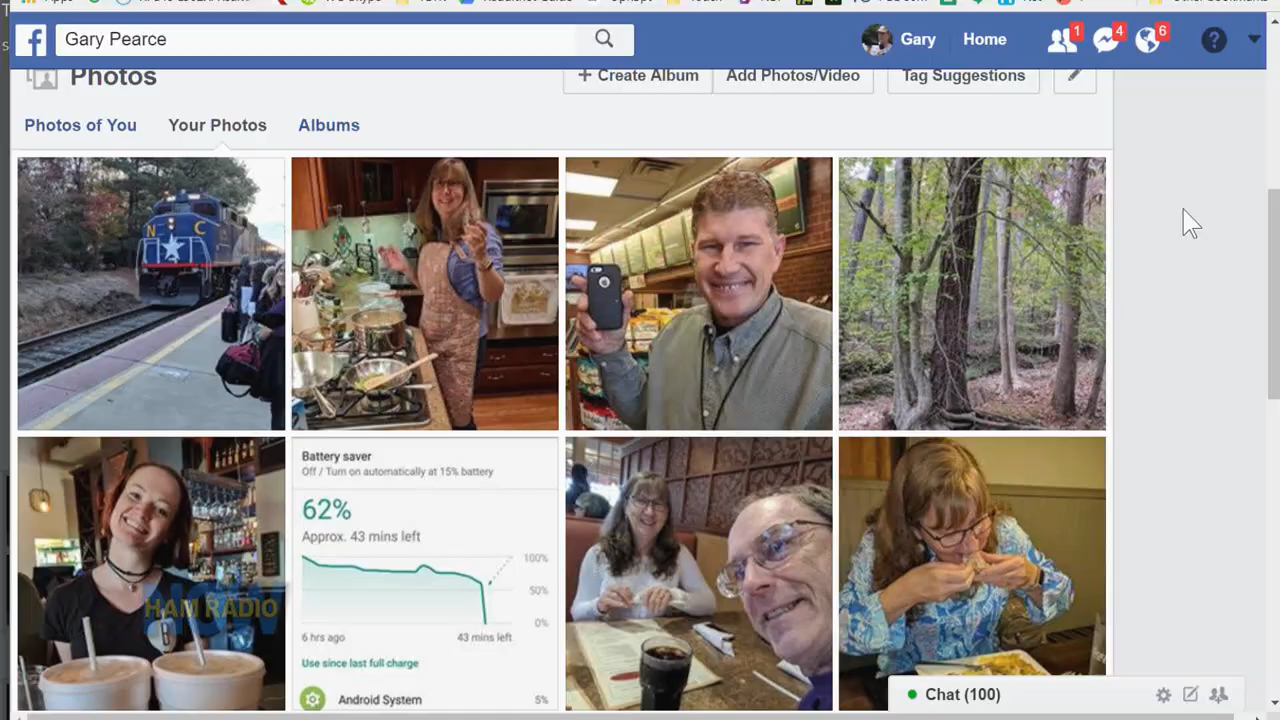 Gary Pearce
Gary
Home
1
4
6
?
Photos
+ Create Album
Add Photos/Video
Tag Suggestions
Photos of You
Your Photos
Albums
N C
Battery saver
Off / Turn on automatically at 15% battery
62%
Approx. 43 mins left
100%
50%
0%
6 hrs ago
43 mins left
Use since last full charge
Android System
5%
HAM RADIO
NOW
Chat (100)